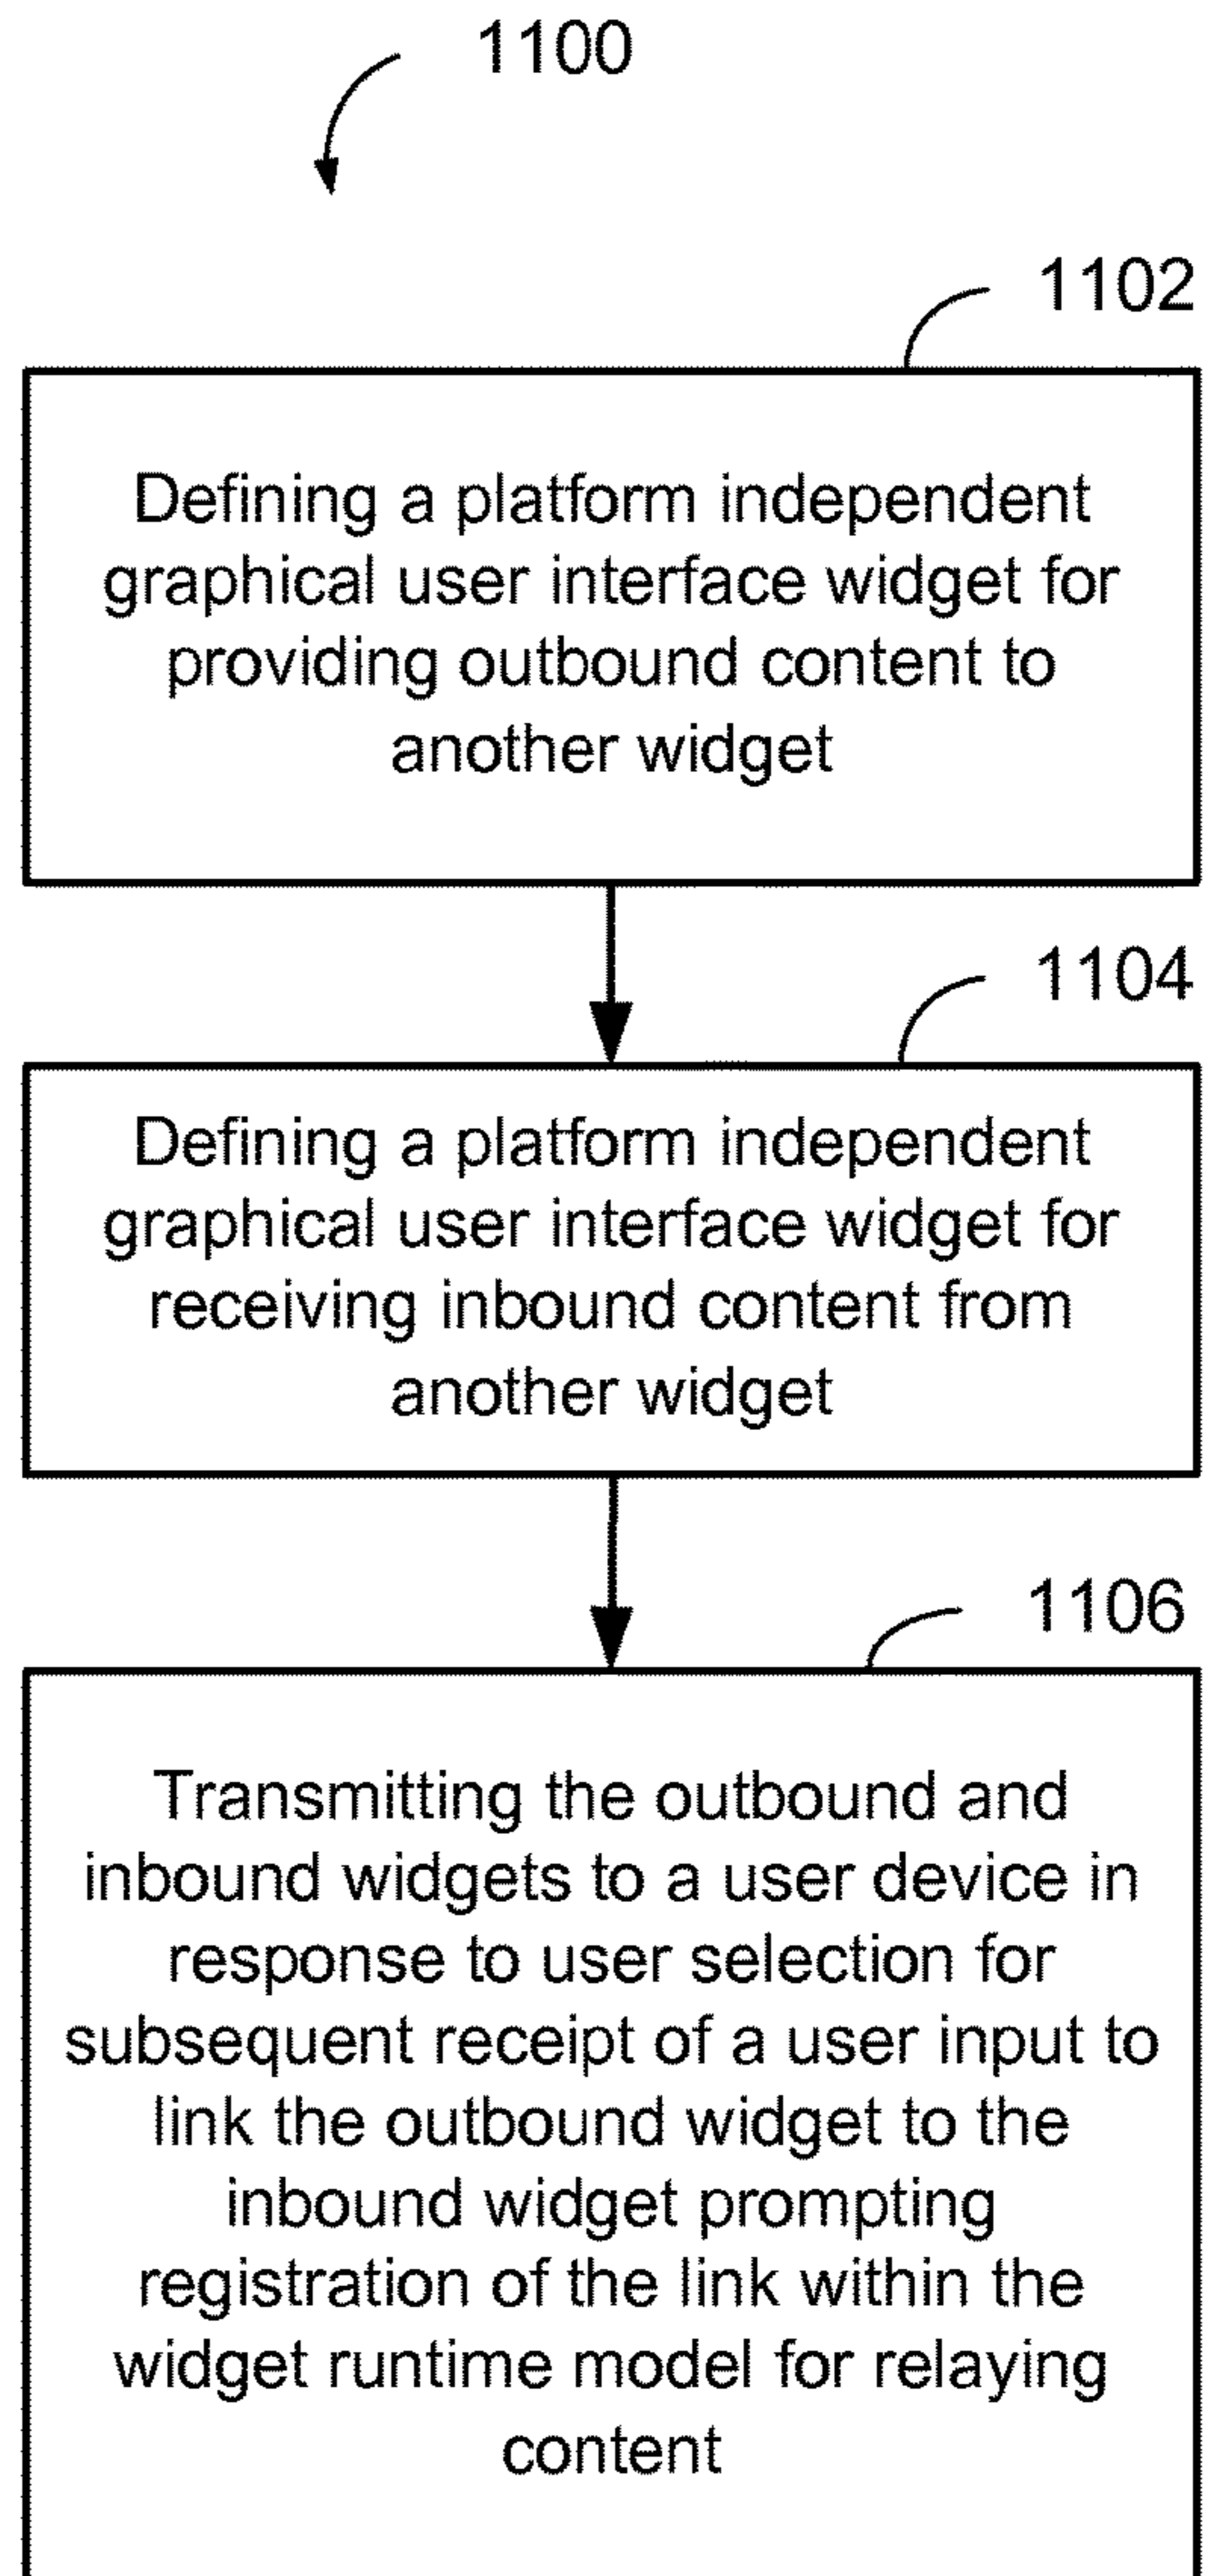 1100
1102
Defining a platform independent
graphical user interface widget for
providing outbound content to
another widget
1104
Defining a platform independent
graphical user interface widget for
receiving inbound content from
another widget
1106
Transmitting the outbound and
inbound widgets to a user device in
response to user selection for
subsequent receipt of a user input to
link the outbound widget to the
inbound widget prompting
registration of the link within the
widget runtime model for relaying
content